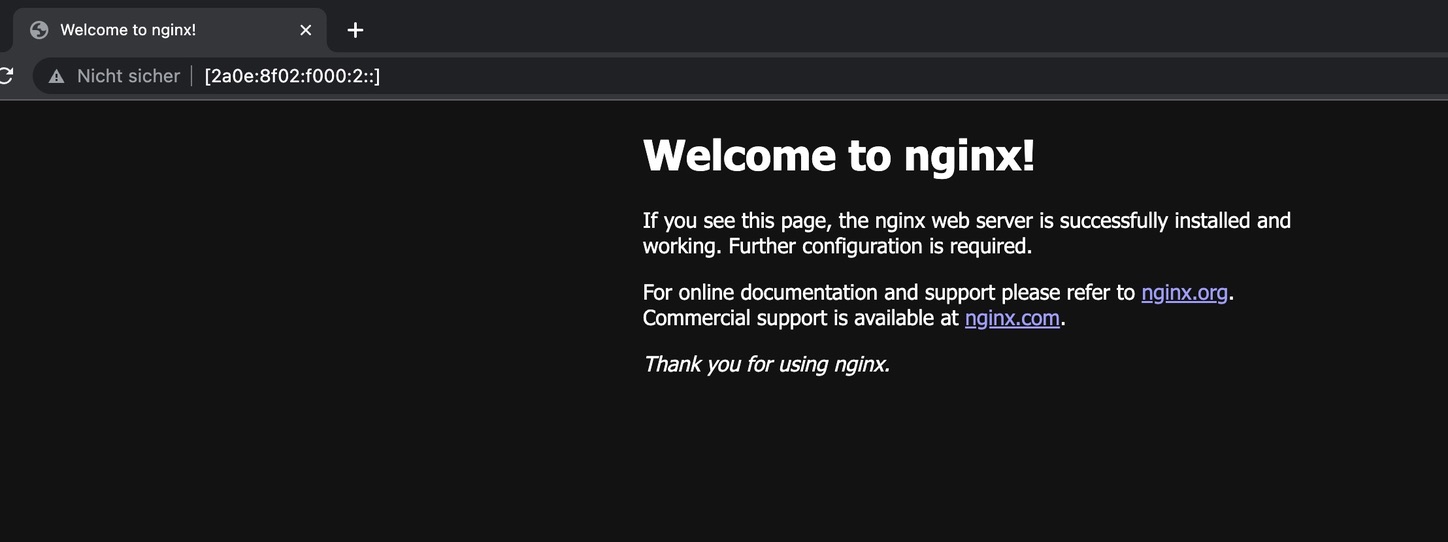 Welcome to nginx!
Nicht sicher [2a0e:8f02:f000:2::]
Welcome to nginx!
If you see this page, the nginx web server is successfully installed and
working. Further configuration is required.
For online documentation and support please refer to nginx.org.
Commercial support is available at nginx.com.
Thank you for using nginx.